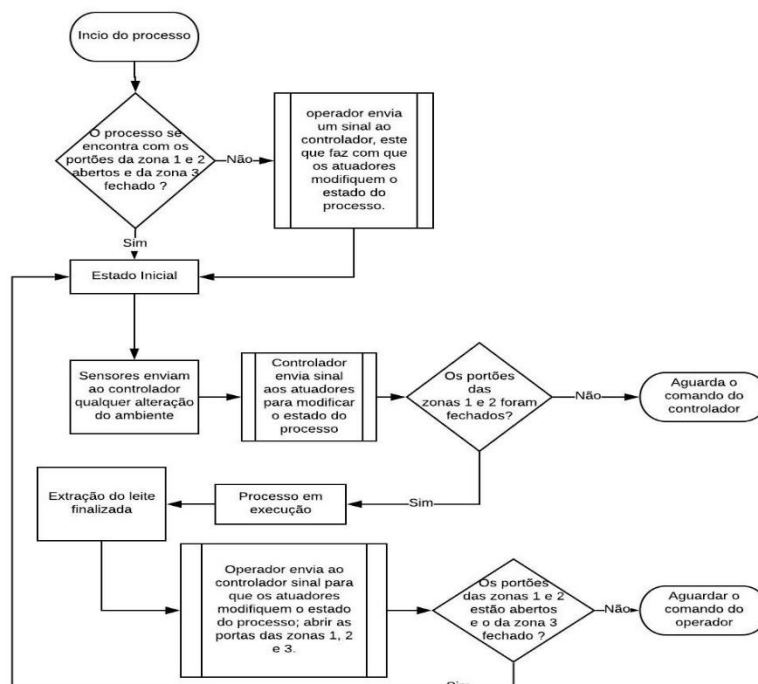 Incio do processo
O processo se
encontra com os
portões da zona 1 e 2
abertos e da zona 3
fechado ?
Não
operador envia
um sinal ao
controlador, este
que faz com que
os atuadores
modifiquem o
estado do
processo.
Sim
Estado Inicial
Sensores enviam
ao controlador
qualquer alteração
do ambiente
Controlador
envia sinal
aos atuadores
para modificar
o estado do
processo
Os portões
das
zonas 1 e 2 foram
fechados?
Não
Aguarda o
comando do
controlador
Sim
Processo em
execução
Extração do leite
finalizada
Operador envia ao
controlador sinal para
que os atuadores
modifiquem o estado
do processo; abrir as
portas das zonas 1, 2
e 3.
Os portões
das zonas 1 e 2
estão abertos
e o da zona 3
fechado ?
Não
Aguardar o
comando do
operador
Sim